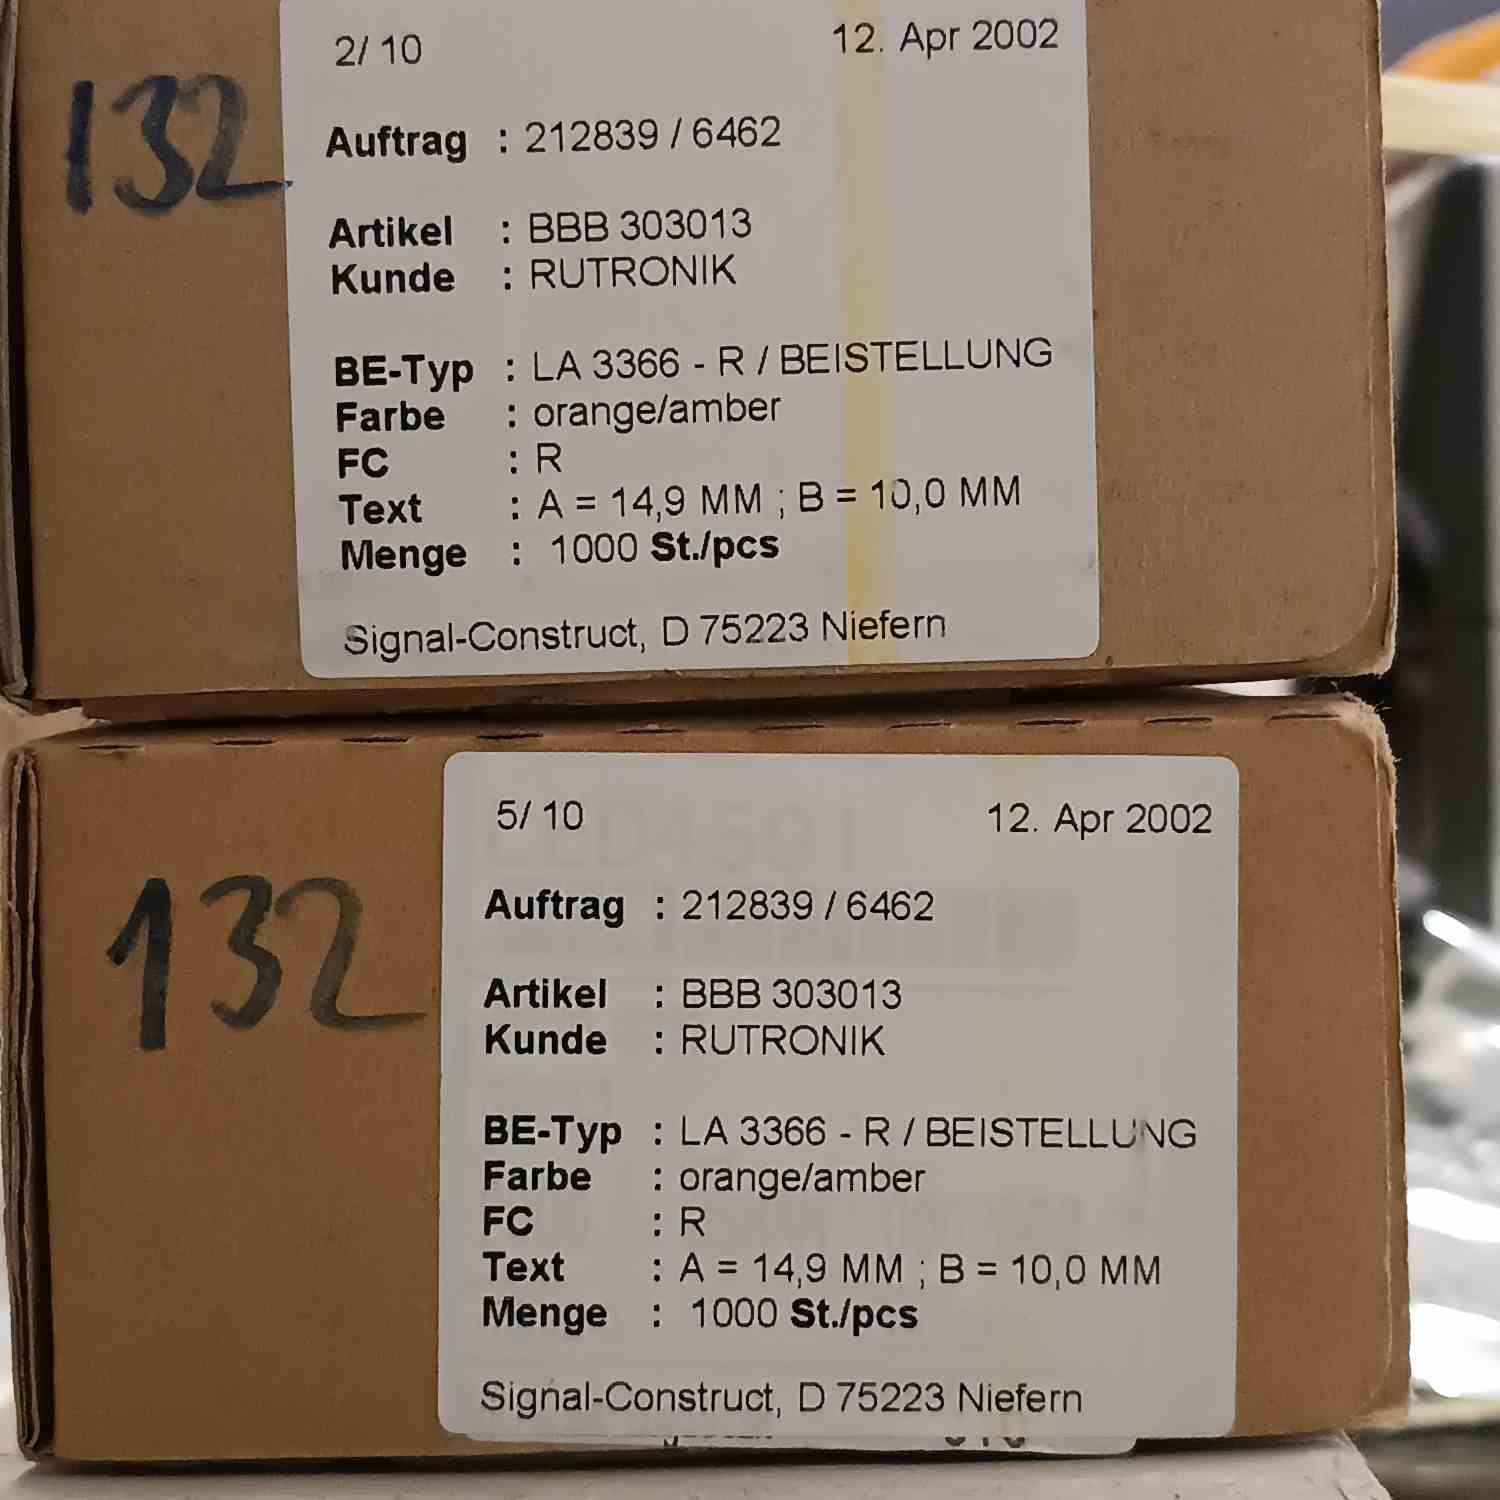 132
2/ 10 12. Apr 2002
Auftrag : 212839 / 6462
Artikel : BBB 303013
Kunde : RUTRONIK
BE-Typ : LA 3366 - R / BEISTELLUNG
Farbe : orange/amber
FC : R
Text : A = 14,9 MM ; B = 10,0 MM
Menge : 1000 St./pcs
Signal-Construct, D 75223 Niefern
132
5/ 10 12. Apr 2002
Auftrag : 212839 / 6462
Artikel : BBB 303013
Kunde : RUTRONIK
BE-Typ : LA 3366 - R / BEISTELLUNG
Farbe : orange/amber
FC : R
Text : A = 14,9 MM ; B = 10,0 MM
Menge : 1000 St./pcs
Signal-Construct, D 75223 Niefern